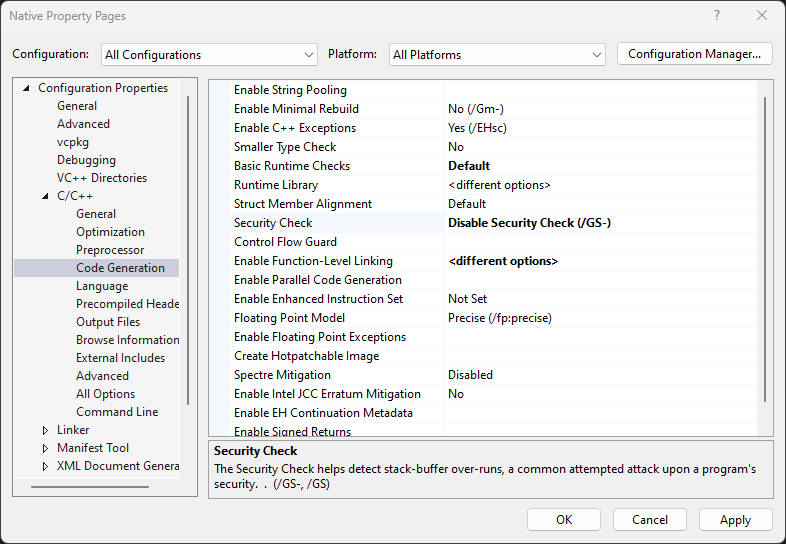 Native Property Pages
Configuration: All Configurations Platform: All Platforms Configuration Manager...
Configuration Properties
General
Advanced
vcpkg
Debugging
VC++ Directories
C/C++
General
Optimization
Preprocessor
Code Generation
Language
Precompiled Heade
Output Files
Browse Information
External Includes
Advanced
All Options
Command Line
Linker
Manifest Tool
XML Document Genera
Enable String Pooling
Enable Minimal Rebuild No (/Gm-)
Enable C++ Exceptions Yes (/EHsc)
Smaller Type Check No
Basic Runtime Checks Default
Runtime Library <different options>
Struct Member Alignment Default
Security Check Disable Security Check (/GS-)
Control Flow Guard
Enable Function-Level Linking <different options>
Enable Parallel Code Generation
Enable Enhanced Instruction Set Not Set
Floating Point Model Precise (/fp:precise)
Enable Floating Point Exceptions
Create Hotpatchable Image
Spectre Mitigation Disabled
Enable Intel JCC Erratum Mitigation No
Enable EH Continuation Metadata
Enable Signed Returns
Security Check
The Security Check helps detect stack-buffer over-runs, a common attempted attack upon a program's
security. . (/GS-, /GS)
OK Cancel Apply